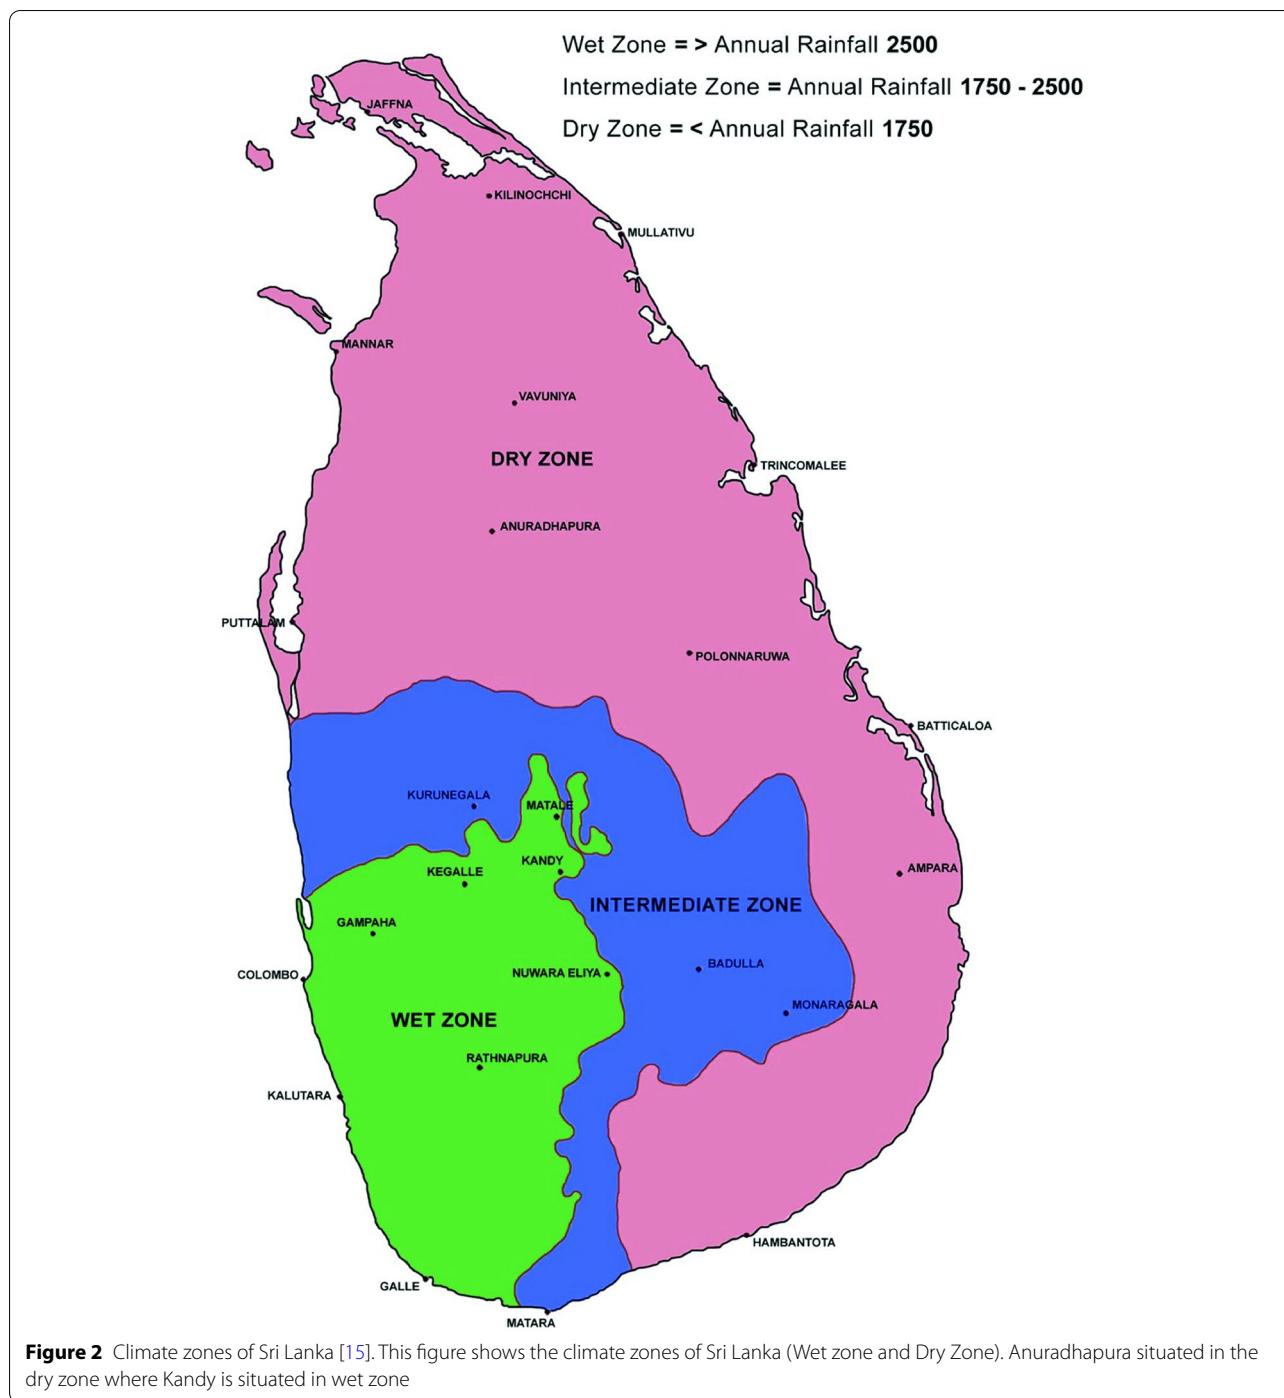 Wet Zone = > Annual Rainfall 2500
Intermediate Zone = Annual Rainfall 1750 - 2500
Dry Zone = < Annual Rainfall 1750
JAFFNA
KILINOCHCHI
MULLATIVU
MANNAR
VAVUNIYA
DRY ZONE
TRINCOMALEE
ANURADHAPURA
PUTTALAM
POLONNARUWA
BATTICALOA
KURUNEGALA
MATALE
KANDY
KEGALLE
AMPARA
INTERMEDIATE ZONE
GAMPAHA
BADULLA
COLOMBO
NUWARA ELIYA
MONARAGALA
WET ZONE
RATHNAPURA
KALUTARA
HAMBANTOTA
GALLE
MATARA
Figure 2 Climate zones of Sri Lanka [15]. This figure shows the climate zones of Sri Lanka (Wet zone and Dry Zone). Anuradhapura situated in the
dry zone where Kandy is situated in wet zone